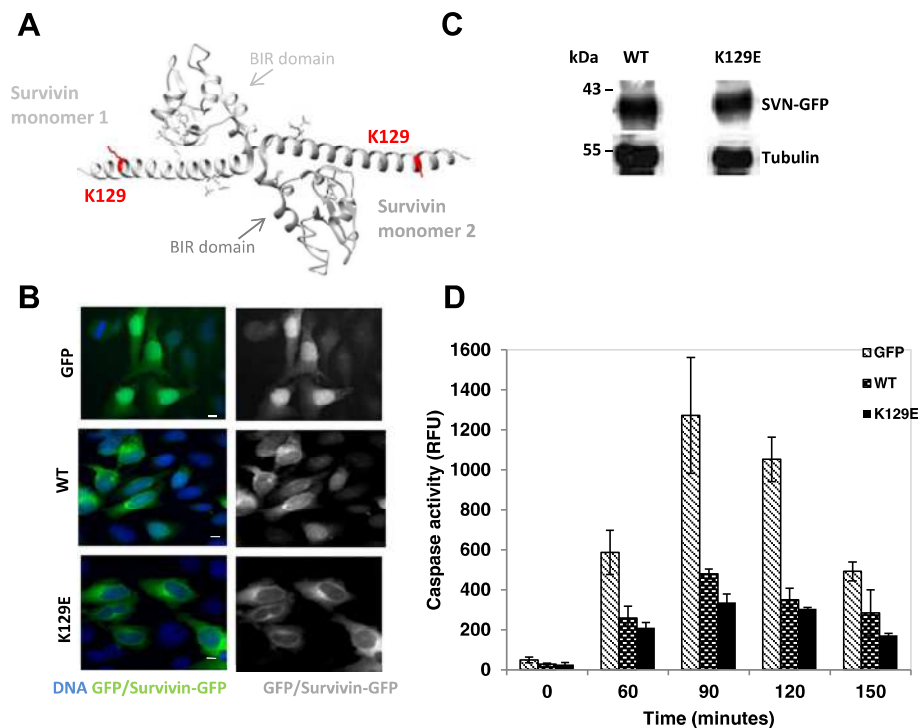 A
BIR domain
Survivin
monomer 1
K129
K129
BIR domain
Survivin
monomer 2
B
GFP
WT
K129E
DNA GFP/Survivin-GFP
GFP/Survivin-GFP
C
kDa WT K129E
43
SVN-GFP
55
Tubulin
D
Caspase activity (RFU)
1600
1400
1200
1000
800
600
400
200
0
GFP
WT
K129E
0 60 90 120 150
Time (minutes)